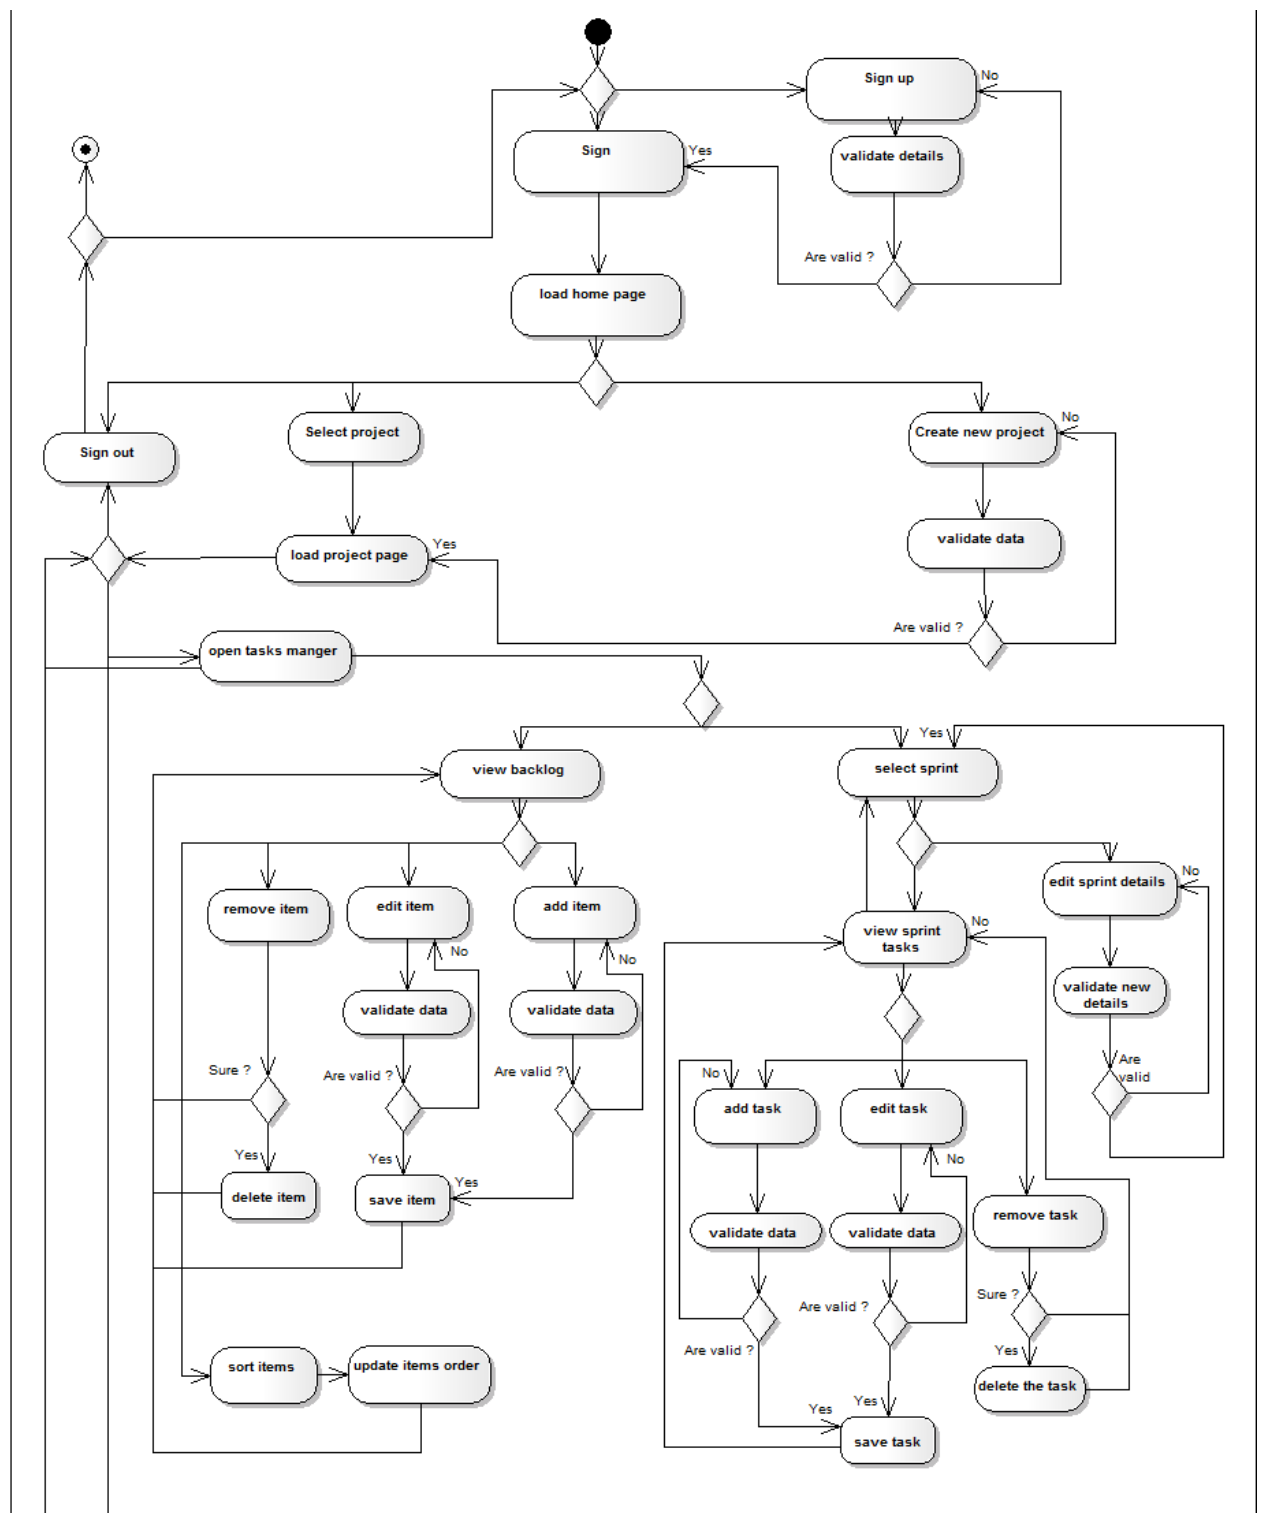 Sign up
No
Sign
Yes
validate details
Are valid ?
load home page
Select project
Create new project
No
Sign out
validate data
load project page
Yes
Are valid ?
open tasks manger
Yes
view backlog
select sprint
edit sprint details
No
remove item
edit item
add item
view sprint
tasks
No
No
No
validate data
validate data
validate new
details
Sure ?
Are valid ?
Are valid ?
Are
valid
No
add task
edit task
Yes
Yes
No
delete item
save item
Yes
remove task
validate data
validate data
Sure ?
Are valid ?
Are valid ?
Yes
sort items
update items order
delete the task
Yes
Yes
save task